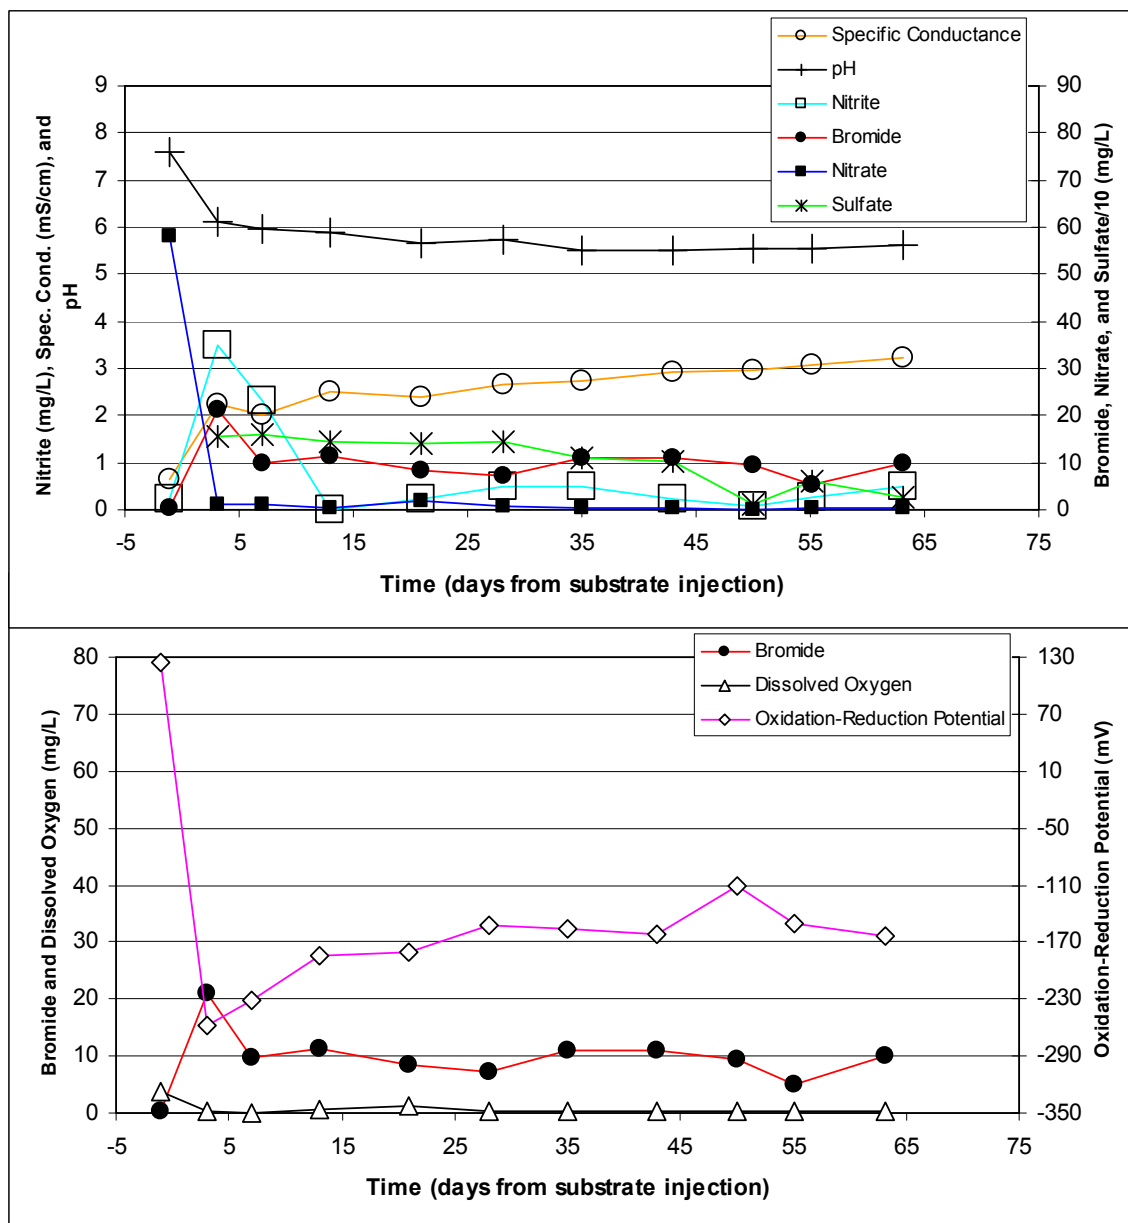 Specific Conductance
pH
Nitrite
Bromide
Nitrate
Sulfate
9
8
7
6
5
4
3
2
1
0
90
80
70
60
50
40
30
20
10
0
-5 5 15 25 35 45 55 65 75
Nitrite (mg/L), Spec. Cond. (mS/cm), and
pH
Bromide, Nitrate, and Sulfate/10 (mg/L)
Time (days from substrate injection)
Bromide
Dissolved Oxygen
Oxidation-Reduction Potential
80
70
60
50
40
30
20
10
0
130
70
10
-50
-110
-170
-230
-290
-350
-5 5 15 25 35 45 55 65 75
Bromide and Dissolved Oxygen (mg/L)
Oxidation-Reduction Potential (mV)
Time (days from substrate injection)